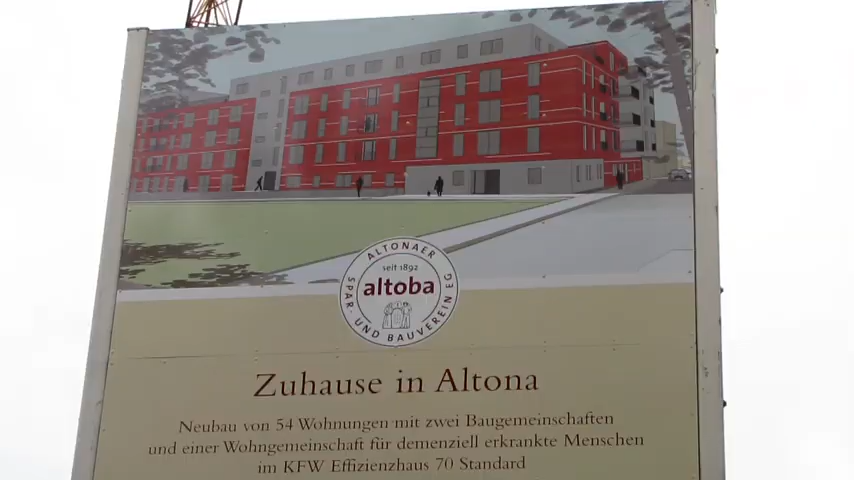 ALTONAER
seit 1892
altoba
SPAR- UND BAUVEREIN EG
Zuhause in Altona
Neubau von 54 Wohnungen mit zwei Baugemeinschaften
und einer Wohngemeinschaft für demenziell erkrankte Menschen
im KFW Effizienzhaus 70 Standard